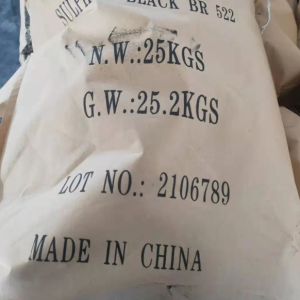 BLACK BR 522
N.W.:25KGS
G.W.:25.2KGS
LOT NO.: 2106789
MADE IN CHINA